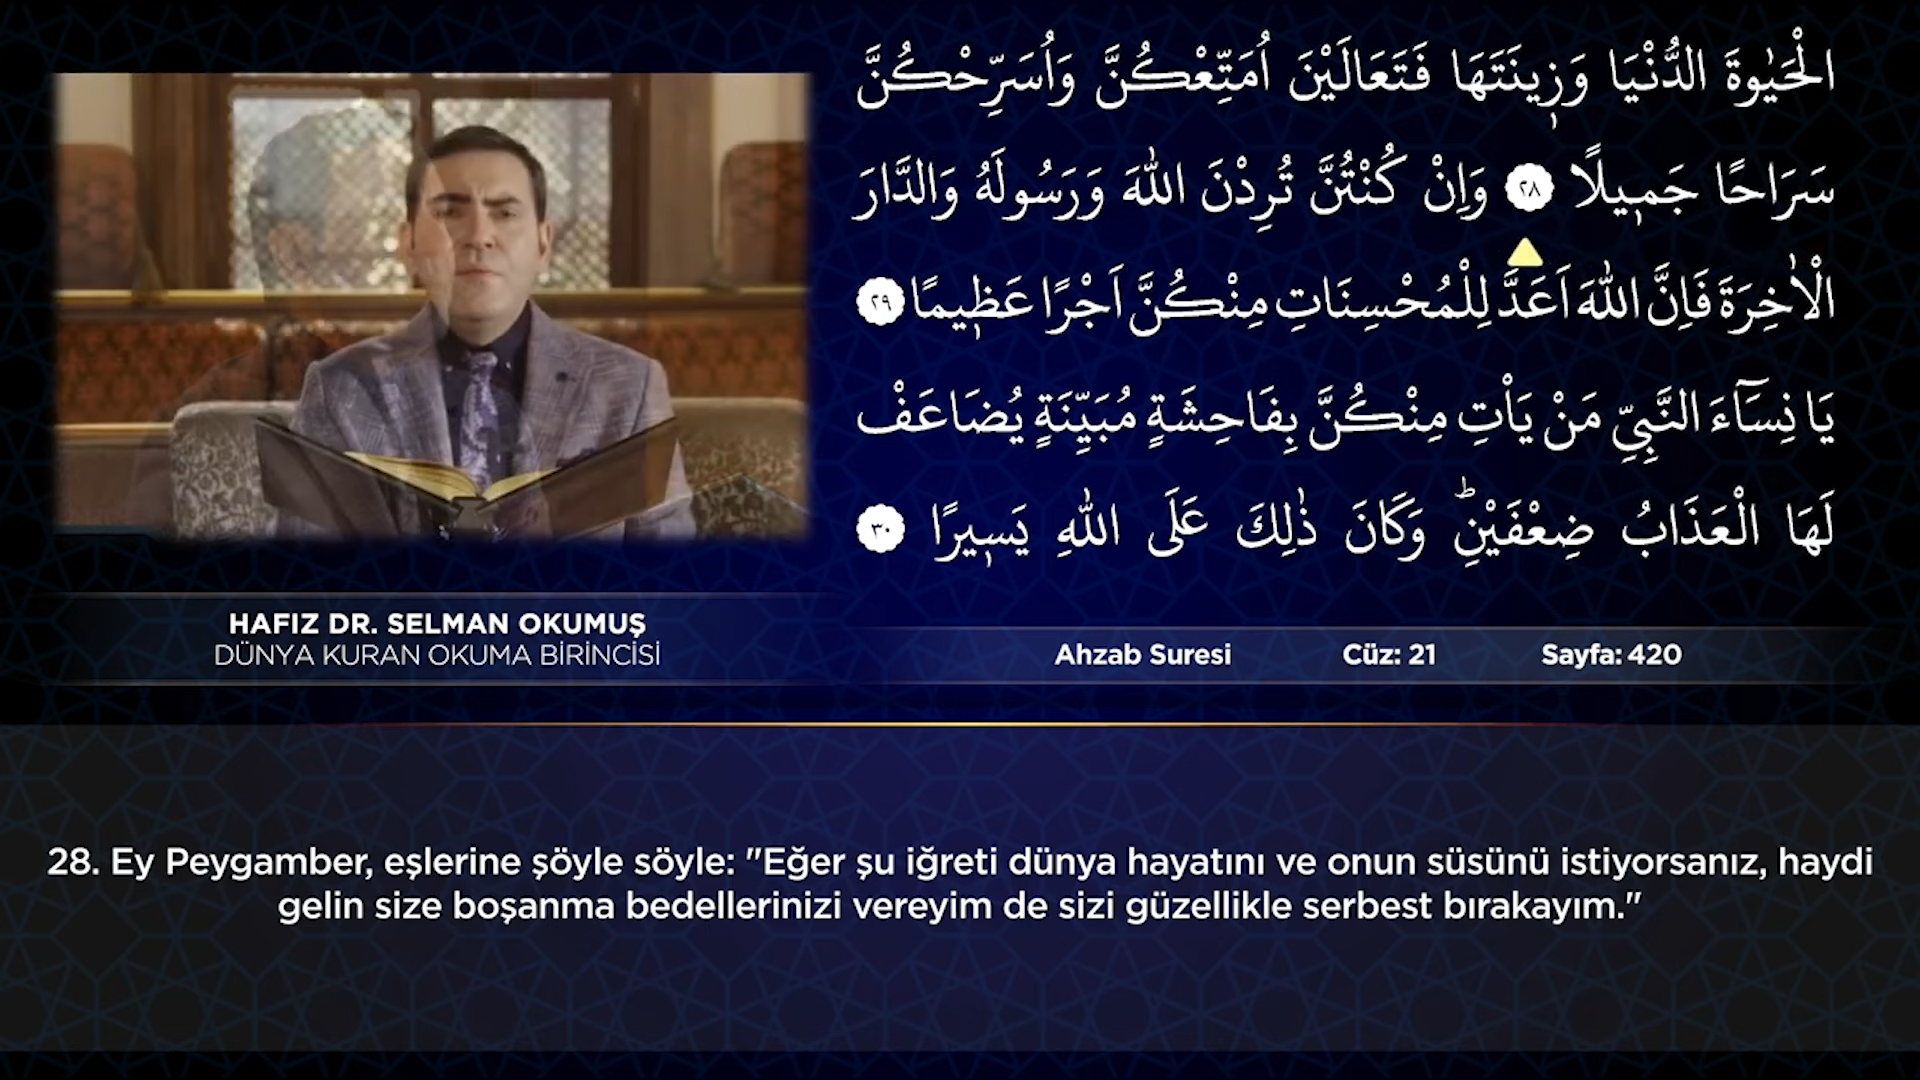 الْحَيٰوةَ الدُّنْيَا وَزٖينَتَهَا فَتَعَالَيْنَ اُمَتِّعْكُنَّ وَاُسَرِّحْكُنَّ
سَرَاحًا جَمٖيلًا ٢٨ وَاِنْ كُنْتُنَّ تُرِدْنَ اللّٰهَ وَرَسُولَهُ وَالدَّارَ
الْاٰخِرَةَ فَاِنَّ اللّٰهَ اَعَدَّ لِلْمُحْسِنَاتِ مِنْكُنَّ اَجْرًا عَظٖيمًا ٢٩
يَا نِسَٓاءَ النَّبِيِّ مَنْ يَأْتِ مِنْكُنَّ بِفَاحِشَةٍ مُبَيِّنَةٍ يُضَاعَفْ
لَهَا الْعَذَابُ ضِعْفَيْنِۜ وَكَانَ ذٰلِكَ عَلَى اللّٰهِ يَسٖيرًا ٣٠
HAFIZ DR. SELMAN OKUMUŞ
DÜNYA KURAN OKUMA BİRİNCİSİ
Ahzab Suresi Cüz: 21 Sayfa: 420
28. Ey Peygamber, eşlerine şöyle söyle: "Eğer şu iğreti dünya hayatını ve onun süsünü istiyorsanız, haydi
gelin size boşanma bedellerinizi vereyim de sizi güzellikle serbest bırakayım."